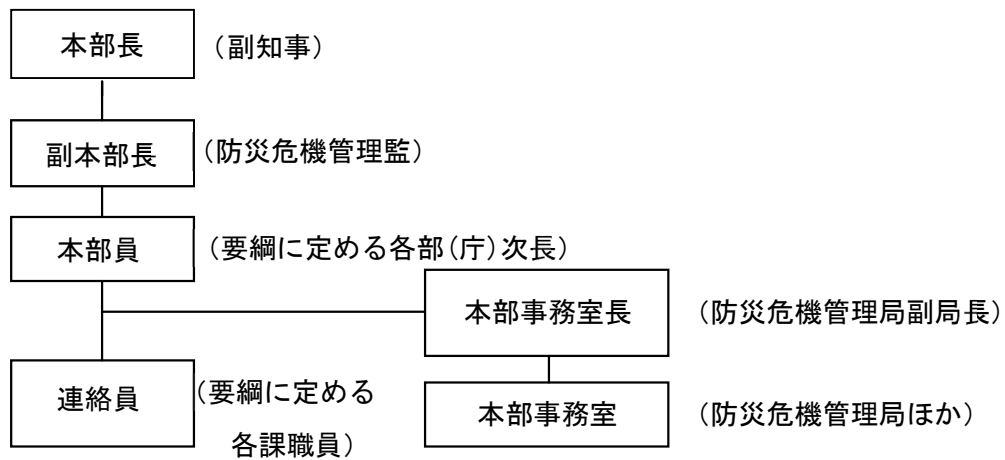 本部長 （副知事）
副本部長 （防災危機管理監）
本部員 （要綱に定める各部（庁）次長）
本部事務室長 （防災危機管理局副局長）
連絡員 （要綱に定める
各課職員）
本部事務室 （防災危機管理局ほか）